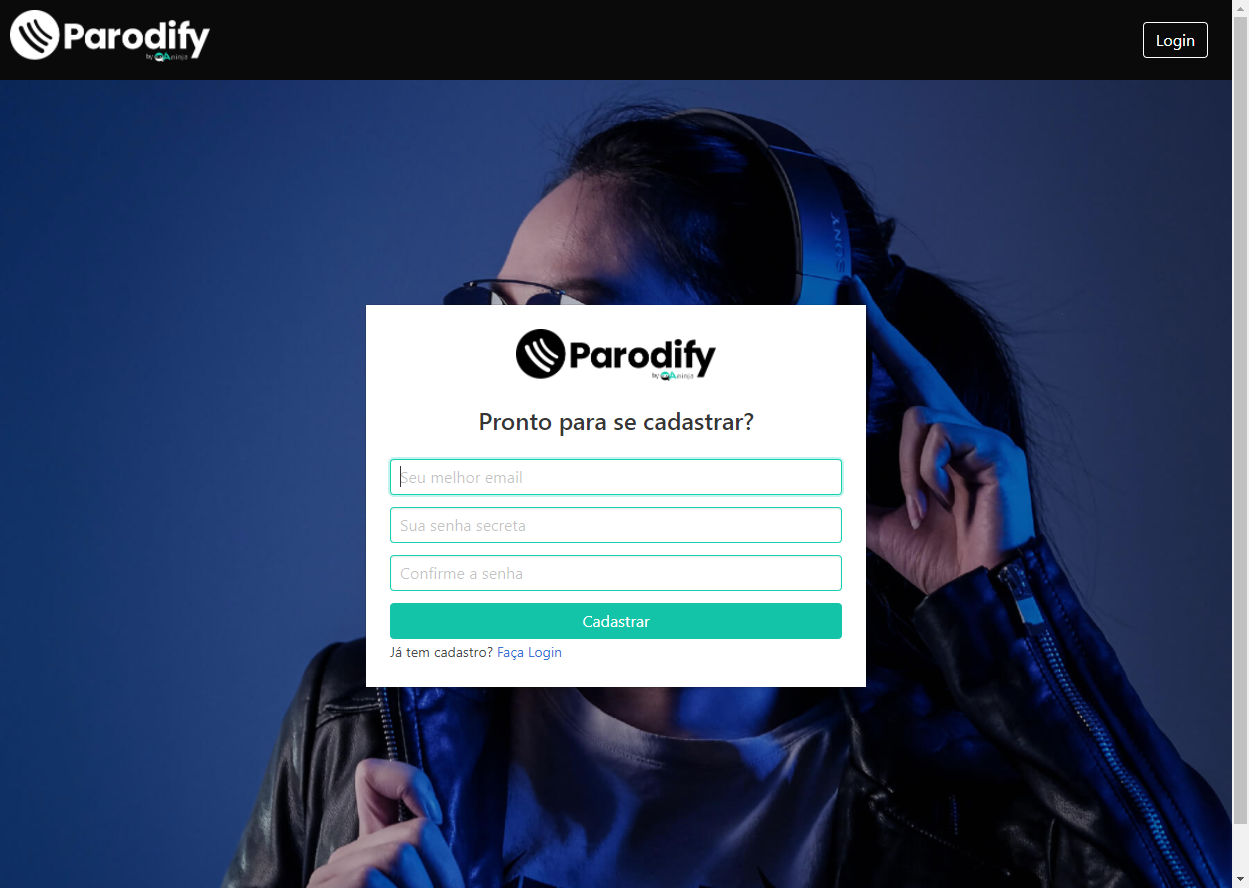 Parodify
by QAninja
Login
SONY
Parodify
by QAninja
Pronto para se cadastrar?
Seu melhor email
Sua senha secreta
Confirme a senha
Cadastrar
Já tem cadastro? Faça Login